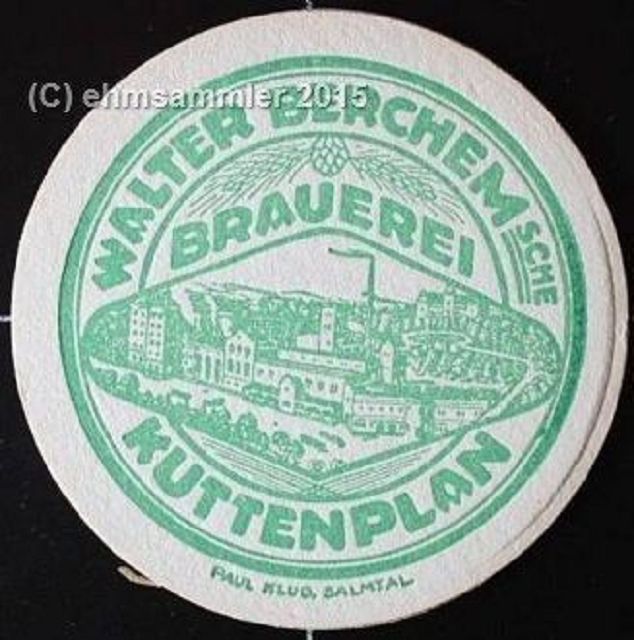 (C) ehmsammler 2015
WALTER BERCHEMSCHE
BRAUEREI
KUTTENPLAN
PAUL KLUG, SALMTAL